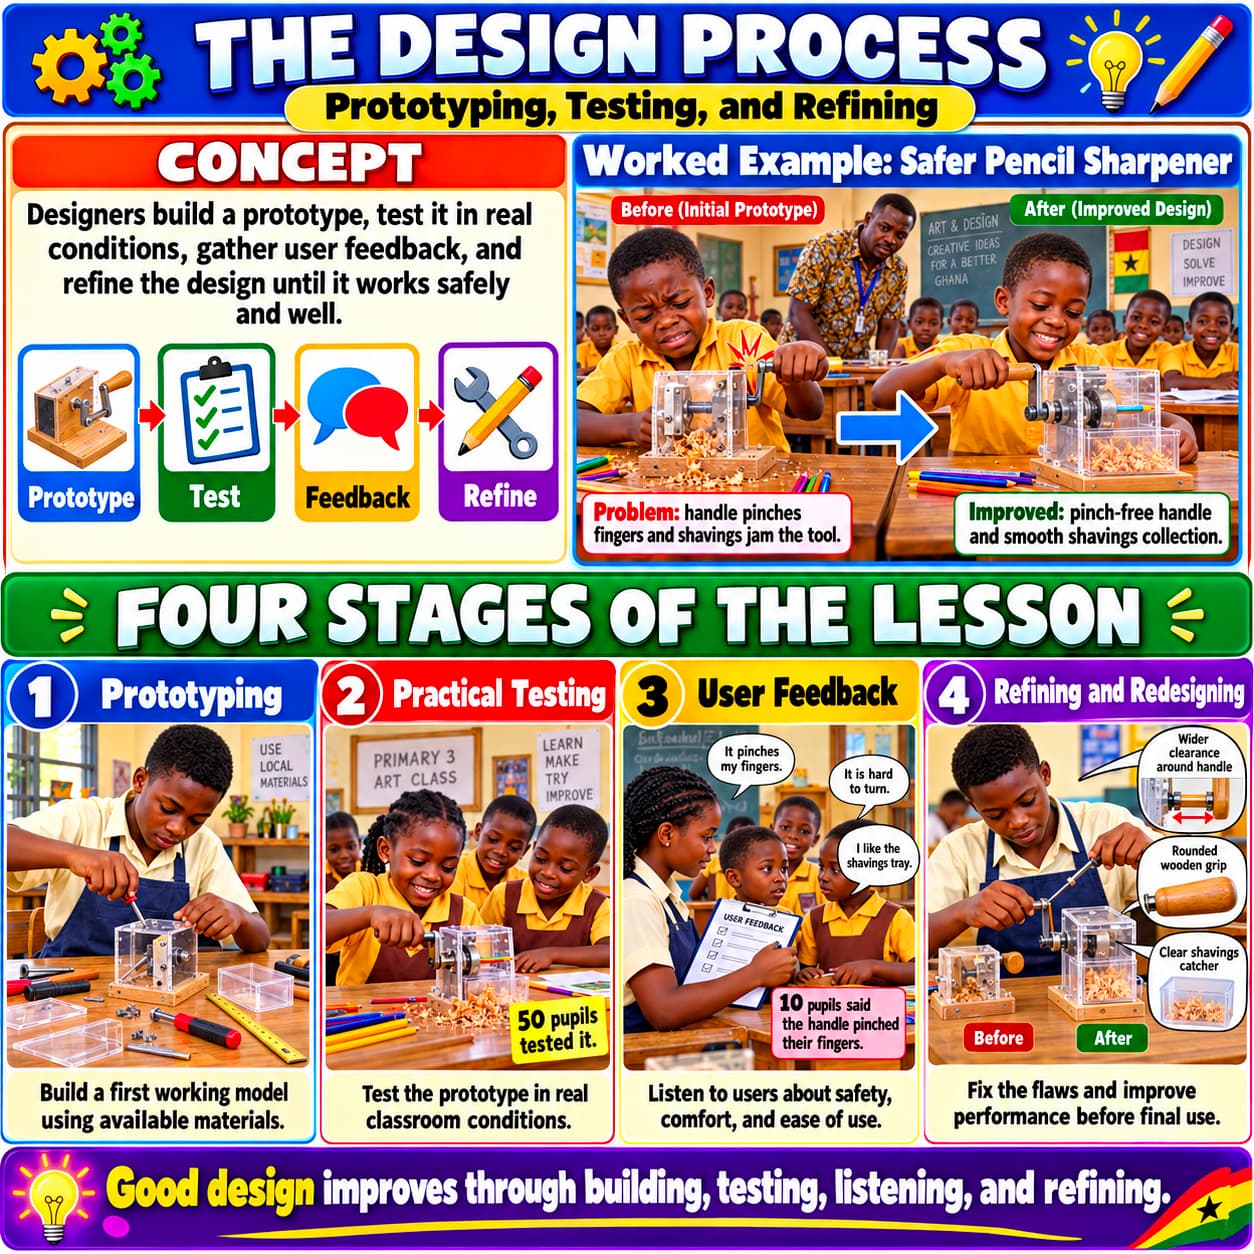 THE DESIGN PROCESS
Prototyping, Testing, and Refining
CONCEPT
Designers build a prototype, test it in real
conditions, gather user feedback, and
refine the design until it works safely
and well.
Prototype
Test
Feedback
Refine
Worked Example: Safer Pencil Sharpener
Before (Initial Prototype)
After (Improved Design)
ART & DESIGN
CREATIVE IDEAS
FOR A BETTER
GHANA
DESIGN
SOLVE
IMPROVE
Problem: handle pinches
fingers and shavings jam the tool.
Improved: pinch-free handle
and smooth shavings collection.
FOUR STAGES OF THE LESSON
1 Prototyping
USE
LOCAL
MATERIALS
Build a first working model
using available materials.
2 Practical Testing
PRIMARY 3
ART CLASS
LEARN
MAKE
TRY
IMPROVE
50 pupils
tested it.
Test the prototype in real
classroom conditions.
3 User Feedback
It pinches
my fingers.
It is hard
to turn.
I like the
shavings tray.
USER FEEDBACK
10 pupils said
the handle pinched
their fingers.
Listen to users about safety,
comfort, and ease of use.
4 Refining and Redesigning
Wider
clearance
around handle
Rounded
wooden grip
Clear shavings
catcher
Before
After
Fix the flaws and improve
performance before final use.
Good design improves through building, testing, listening, and refining.